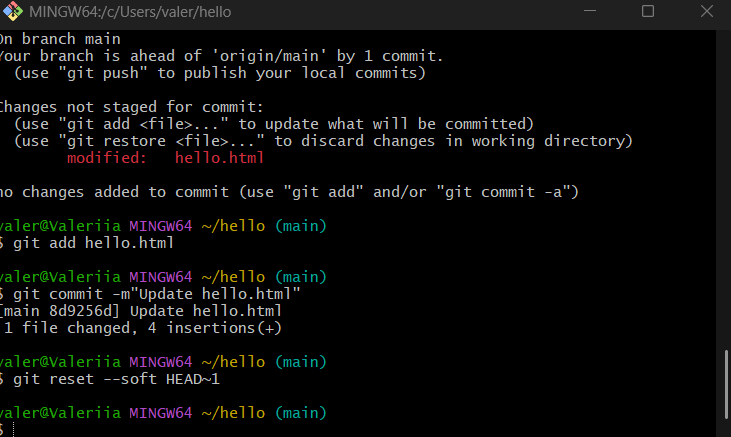 MINGW64:/c/Users/valer/hello
On branch main
Your branch is ahead of 'origin/main' by 1 commit.
  (use "git push" to publish your local commits)
Changes not staged for commit:
  (use "git add <file>..." to update what will be committed)
  (use "git restore <file>..." to discard changes in working directory)
        modified:   hello.html
no changes added to commit (use "git add" and/or "git commit -a")
valer@Valeriia MINGW64 ~/hello (main)
$ git add hello.html
valer@Valeriia MINGW64 ~/hello (main)
$ git commit -m"Update hello.html"
[main 8d9256d] Update hello.html
 1 file changed, 4 insertions(+)
valer@Valeriia MINGW64 ~/hello (main)
$ git reset --soft HEAD~1
valer@Valeriia MINGW64 ~/hello (main)
$